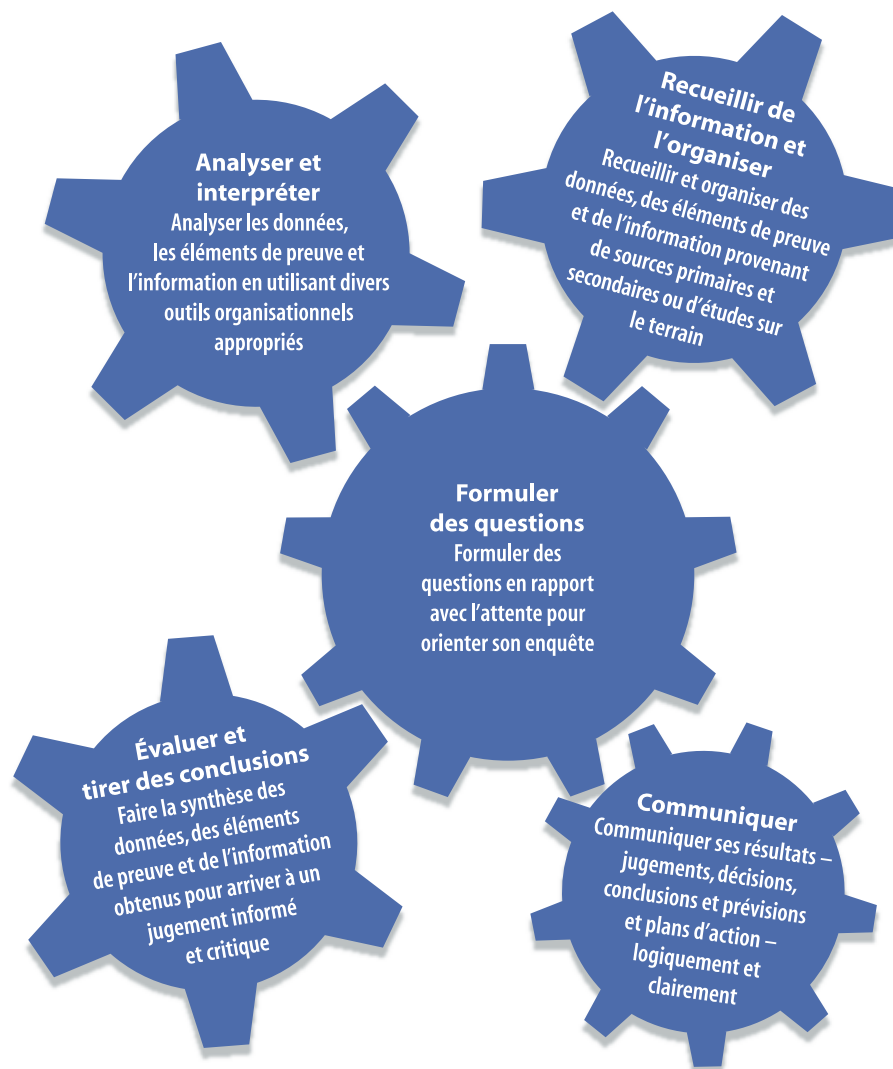 Analyser et
interpréter
Analyser les données,
les éléments de preuve et
l’information en utilisant divers
outils organisationnels
appropriés
Recueillir de
l’information et
l’organiser
Recueillir et organiser des
données, des éléments de preuve
et de l’information provenant
de sources primaires et
secondaires ou d’études sur
le terrain
Formuler
des questions
Formuler des
questions en rapport
avec l’attente pour
orienter son enquête
Évaluer et
tirer des conclusions
Faire la synthèse des
données, des éléments
de preuve et de l’information
obtenus pour arriver à un
jugement informé
et critique
Communiquer
Communiquer ses résultats –
jugements, décisions,
conclusions et prévisions
et plans d’action –
logiquement et
clairement